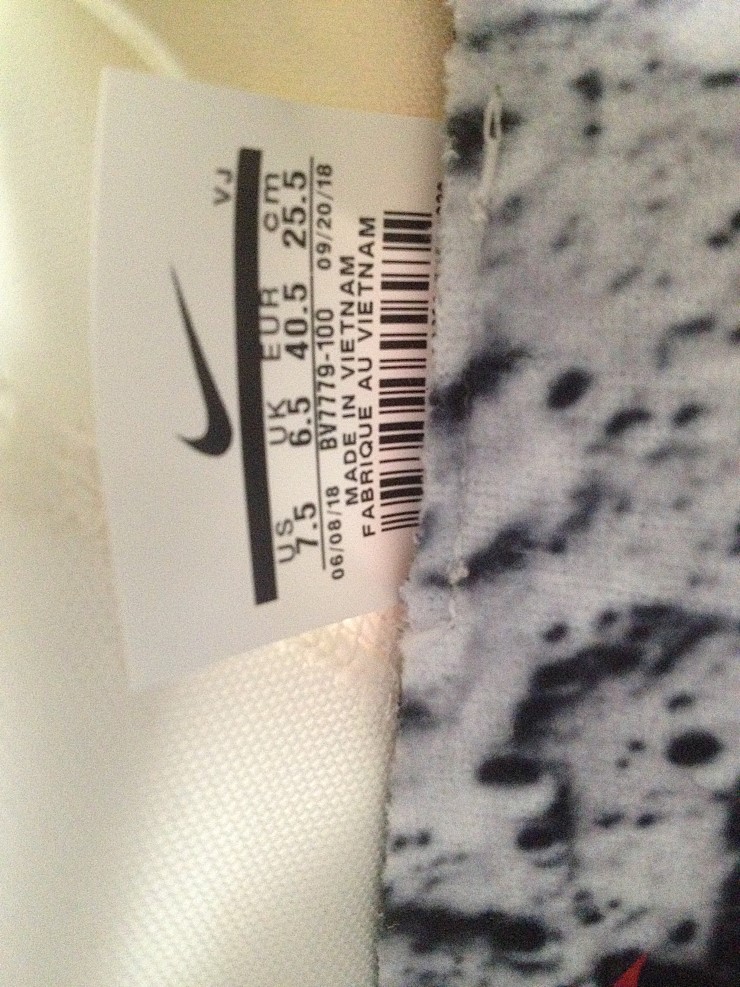 VJ
US UK EUR cm
7.5 6.5 40.5 25.5
06/08/18 BV7779-100 09/20/18
MADE IN VIETNAM
FABRIQUE AU VIETNAM